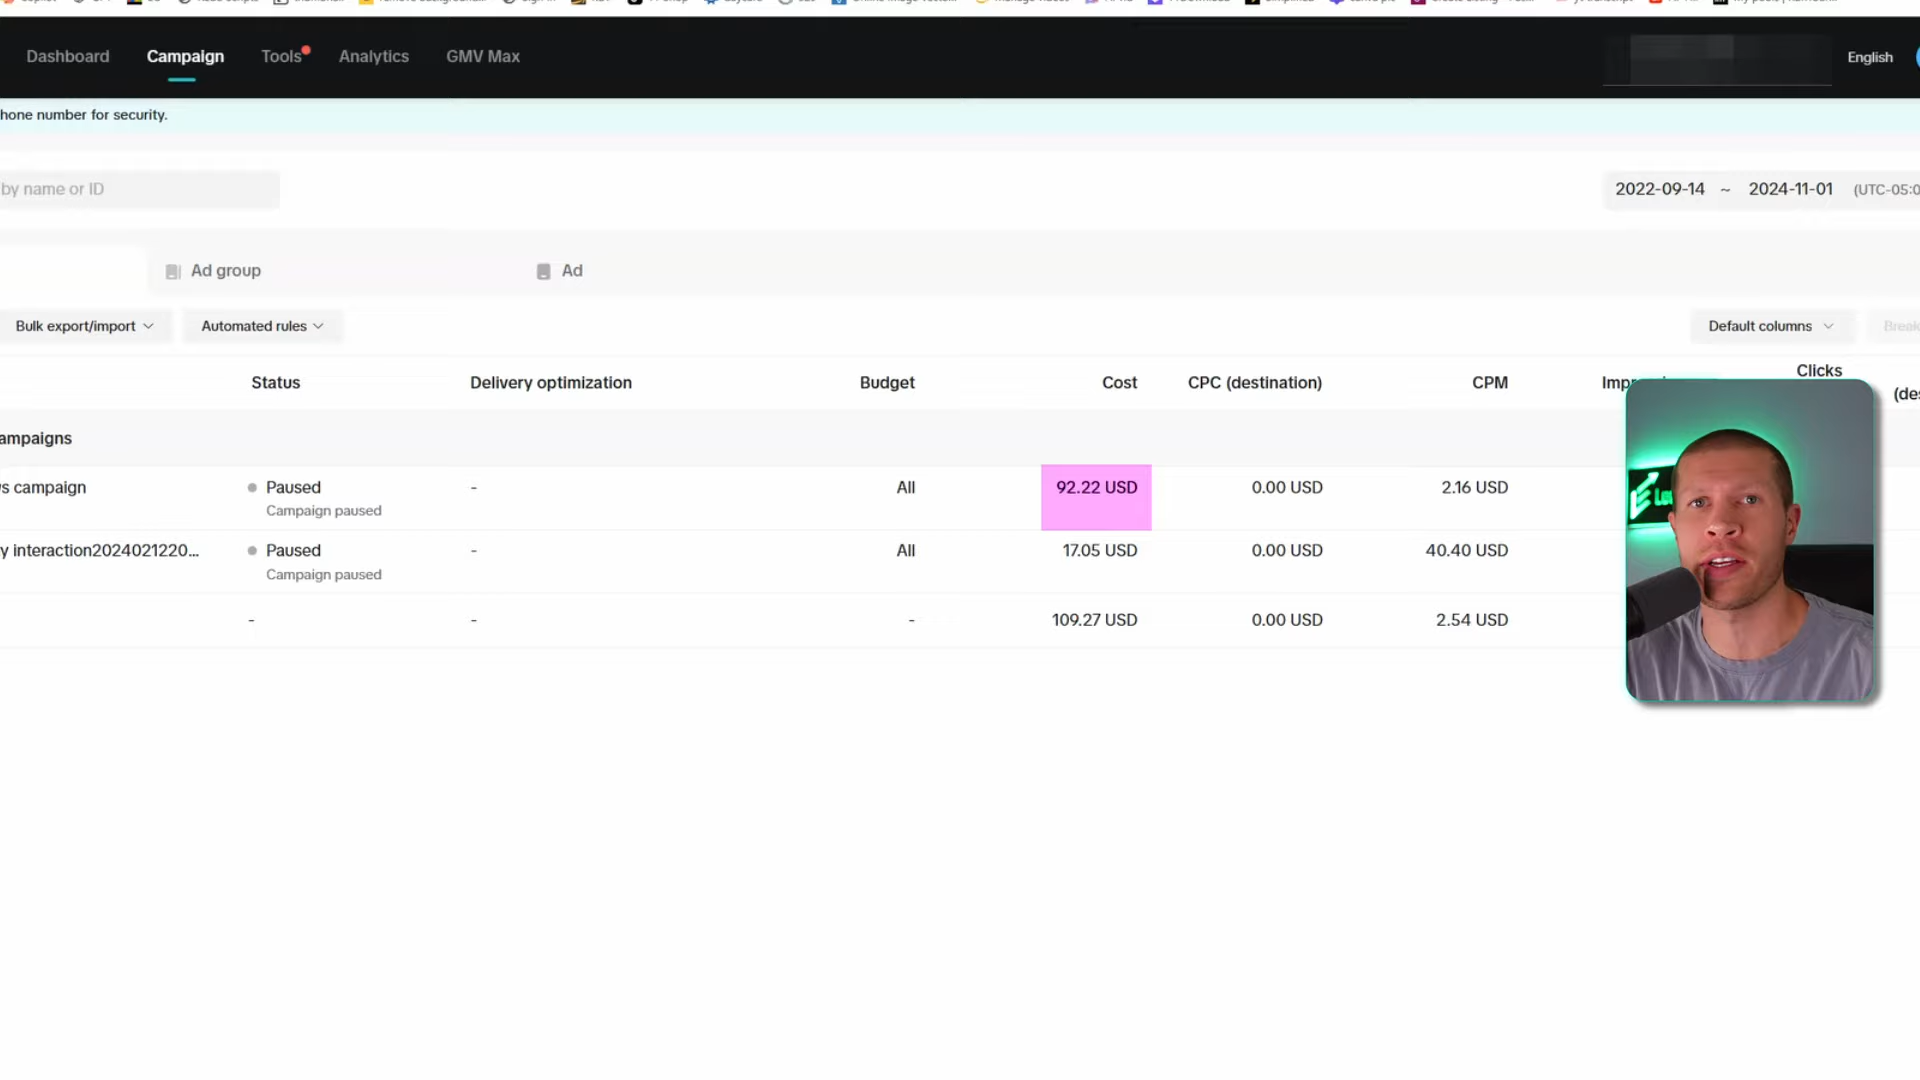 Dashboard Campaign Tools Analytics GMV Max English
hone number for security.
by name or ID 2022-09-14 ~ 2024-11-01 (UTC-05:0
Ad group Ad
Bulk export/import Automated rules Default columns Break
Clicks
Status Delivery optimization Budget Cost CPC (destination) CPM Impr
(des
ampaigns
s campaign Paused - All 92.22 USD 0.00 USD 2.16 USD
Campaign paused
y interaction2024021220... Paused - All 17.05 USD 0.00 USD 40.40 USD
Campaign paused
- - - 109.27 USD 0.00 USD 2.54 USD